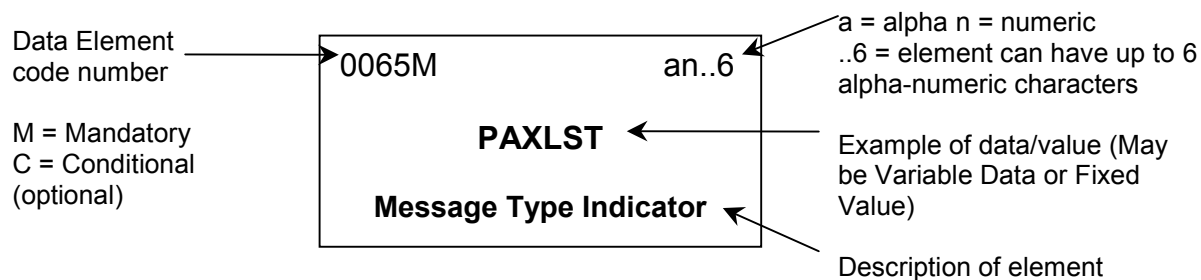 Data Element
code number
M = Mandatory
C = Conditional
(optional)
0065M an..6
PAXLST
Message Type Indicator
a = alpha n = numeric
..6 = element can have up to 6
alpha-numeric characters
Example of data/value (May
be Variable Data or Fixed
Value)
Description of element